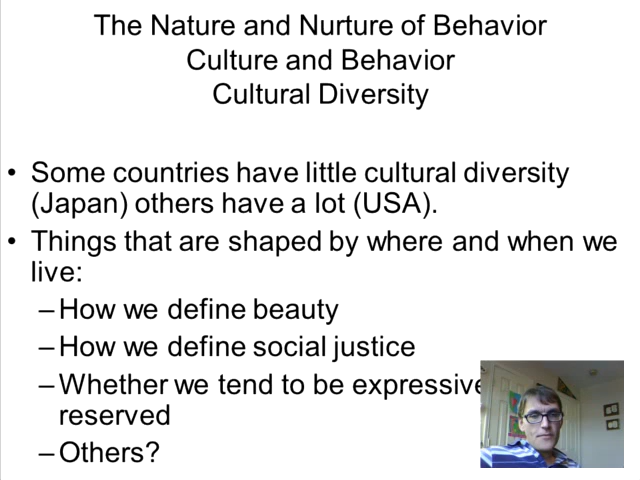 The Nature and Nurture of Behavior
Culture and Behavior
Cultural Diversity
• Some countries have little cultural diversity
(Japan) others have a lot (USA).
• Things that are shaped by where and when we
live:
–How we define beauty
–How we define social justice
–Whether we tend to be expressive
reserved
–Others?